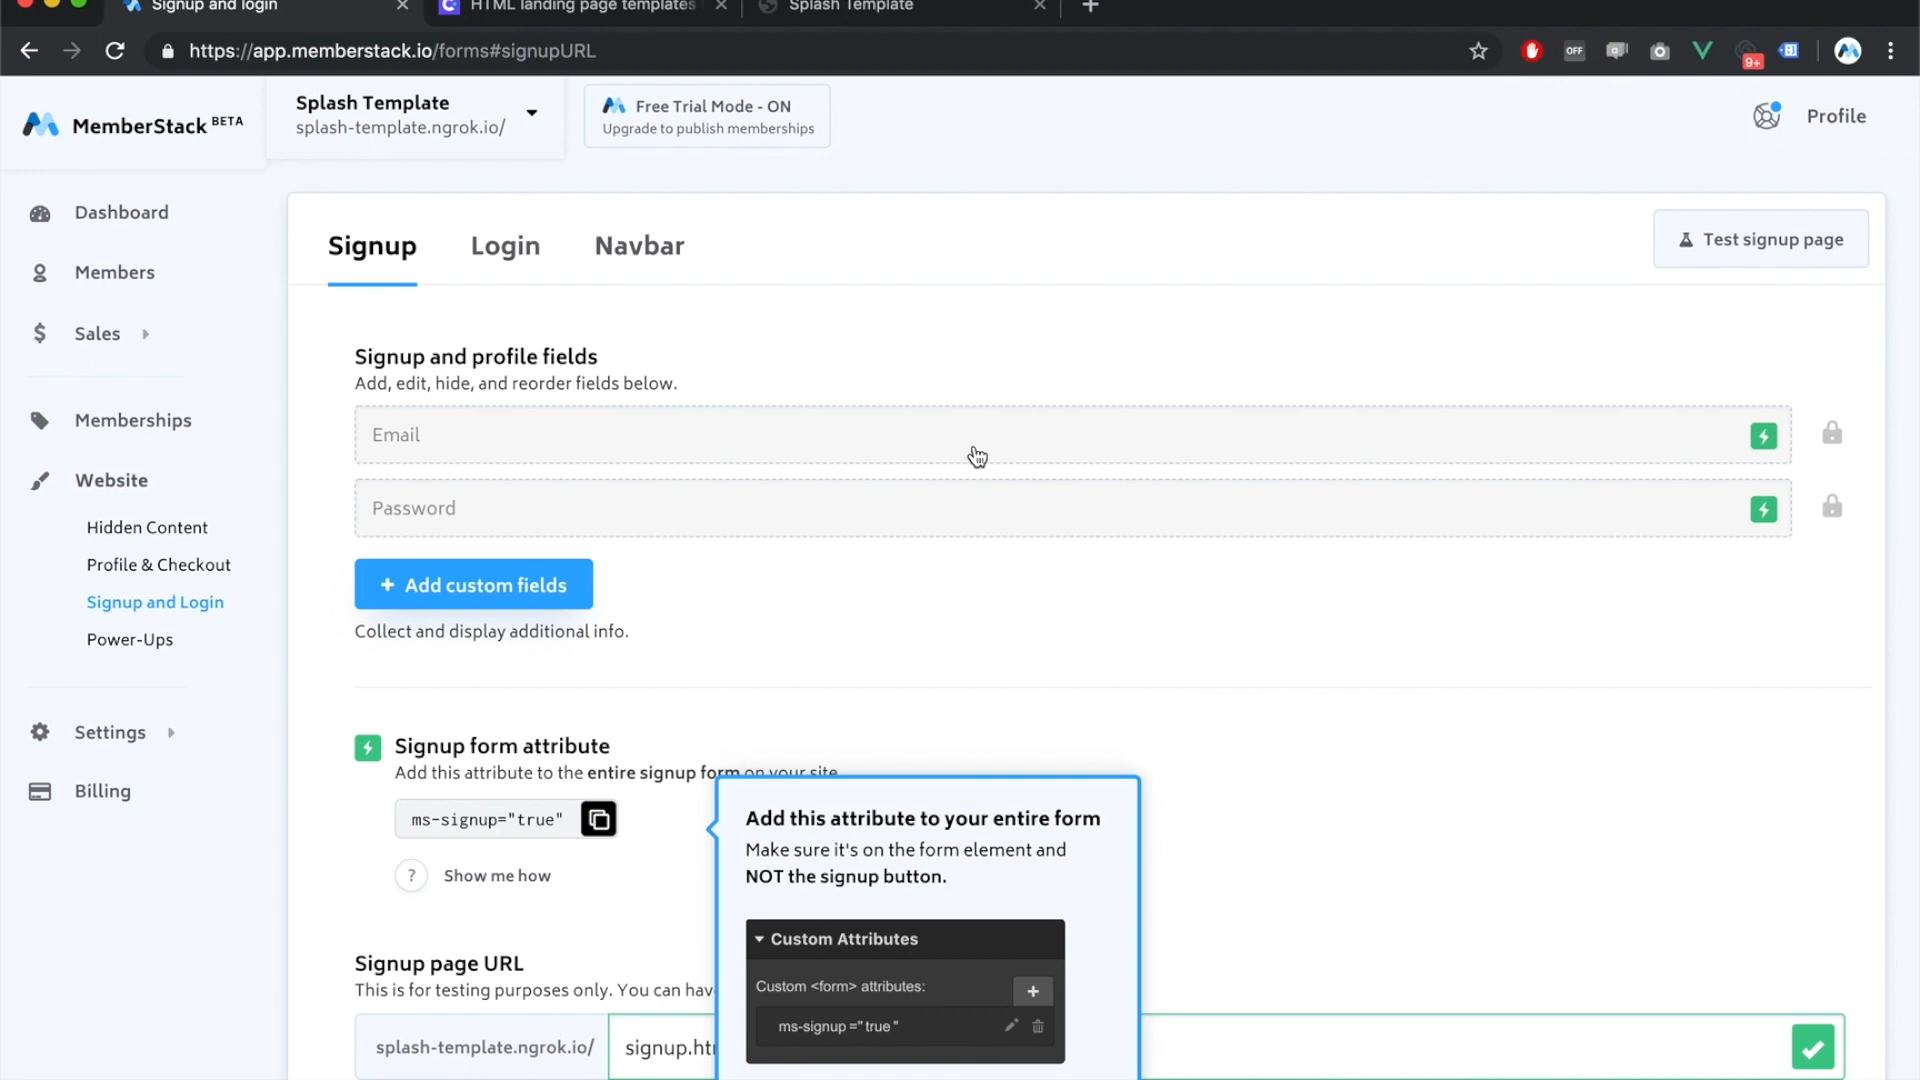 Signup and login
HTML landing page templates
Splash Template
https://app.memberstack.io/forms#signupURL
OFF
9+
MemberStack BETA
Splash Template
splash-template.ngrok.io/
Free Trial Mode - ON
Upgrade to publish memberships
Profile
Dashboard
Members
Sales
Memberships
Website
Hidden Content
Profile & Checkout
Signup and Login
Power-Ups
Settings
Billing
Signup
Login
Navbar
Test signup page
Signup and profile fields
Add, edit, hide, and reorder fields below.
Email
Password
+ Add custom fields
Collect and display additional info.
Signup form attribute
Add this attribute to the entire signup form on your site
ms-signup="true"
? Show me how
Signup page URL
This is for testing purposes only. You can hav
splash-template.ngrok.io/
signup.ht
Add this attribute to your entire form
Make sure it's on the form element and
NOT the signup button.
Custom Attributes
Custom <form> attributes:
+
ms-signup ="true"